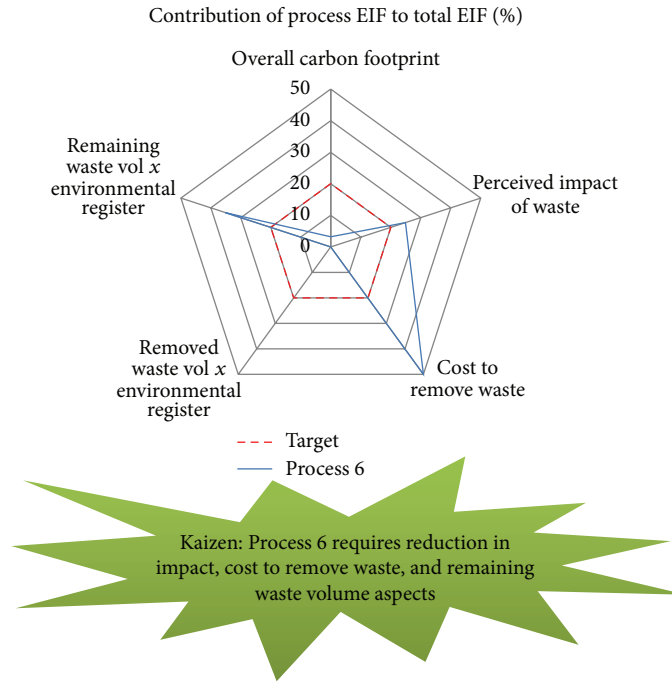 Contribution of process EIF to total EIF (%)
Overall carbon footprint
50
40
30
20
10
0
Perceived impact
of waste
Cost to
remove waste
Removed
waste vol x
environmental
register
Remaining
waste vol x
environmental
register
Target
Process 6
Kaizen: Process 6 requires reduction in
impact, cost to remove waste, and remaining
waste volume aspects